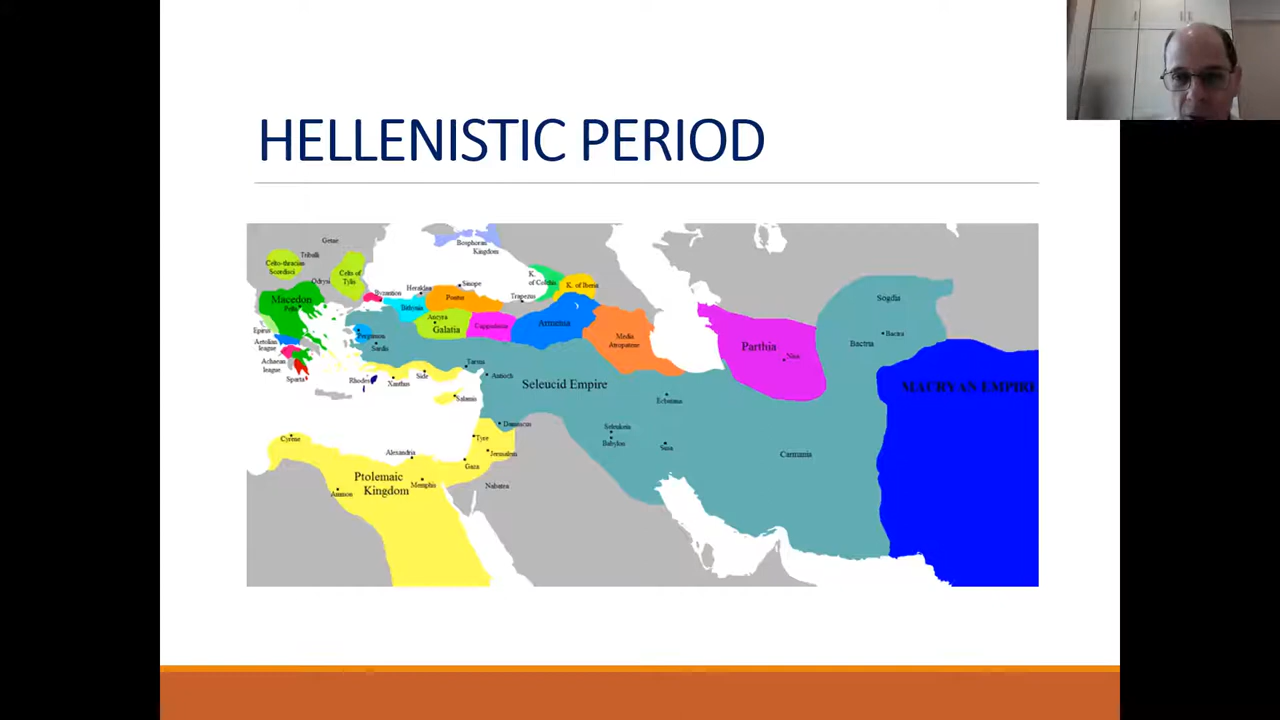 HELLENISTIC PERIOD
Getae
Bosphoran
Kingdom
Triballi
Celto-thracian
Scordisci
Celts of
Tylis
Odrysi
K.
of Colchis
K. of Iberia
Heraklea
Sinope
Byzantion
Macedon
Pella
Bithynia
Pontus
Trapezus
Ancyra
Galatia
Cappadocia
Armenia
Media
Atropatene
Epirus
Aetolian
league
Pergamon
Sardis
Achaean
league
Sparta
Rhodes
Xanthus
Side
Tarsus
Antioch
Salamis
Seleucid Empire
Parthia
Nisa
Sogdia
Bactra
Bactria
MAURYAN EMPIRO
Ecbatana
Seleukeia
Babylon
Susa
Carmania
Damascus
Tyre
Jerusalem
Gaza
Nabatea
Cyrene
Alexandria
Ptolemaic
Kingdom
Memphis
Ammon